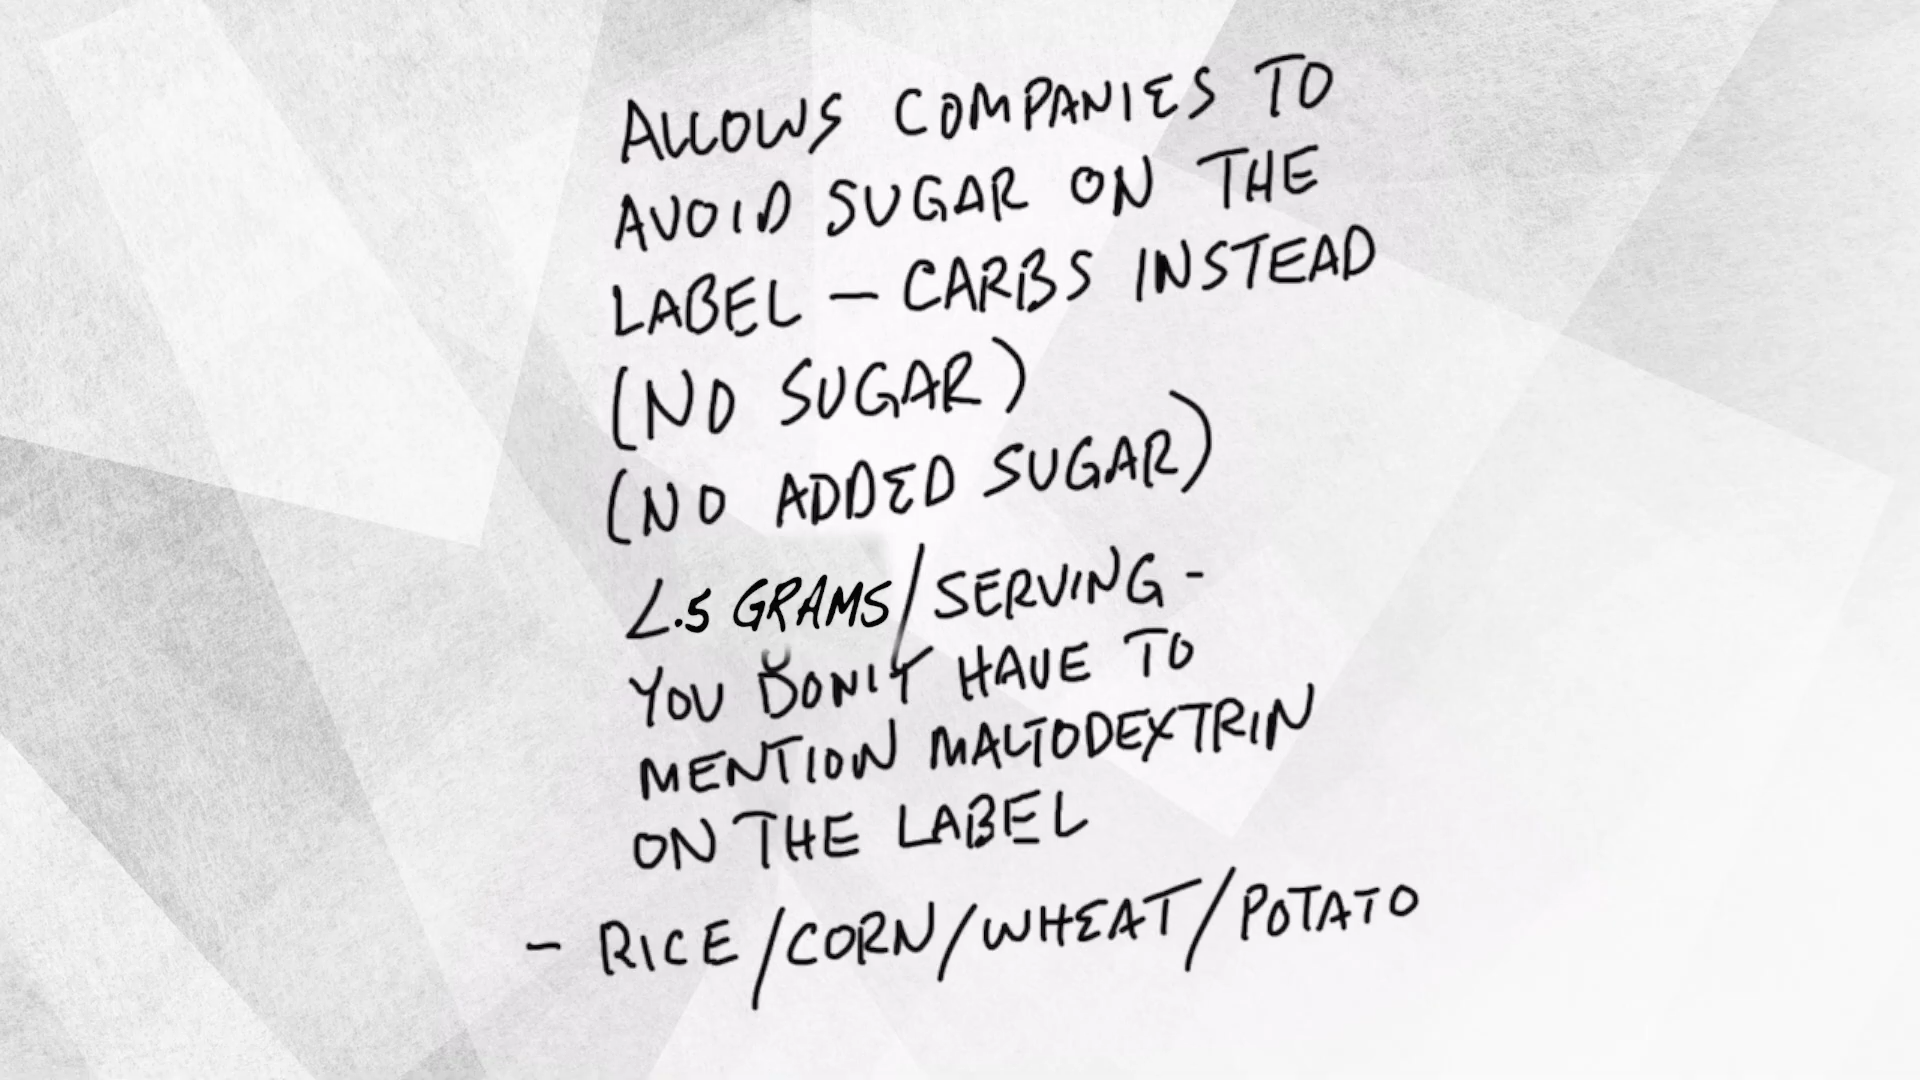 ALLOWS COMPANIES TO
AVOID SUGAR ON THE
LABEL – CARBS INSTEAD
(NO SUGAR)
(NO ADDED SUGAR)
<.5 GRAMS/SERVING -
YOU DON'T HAVE TO
MENTION MALTODEXTRIN
ON THE LABEL
- RICE/CORN/WHEAT/POTATO